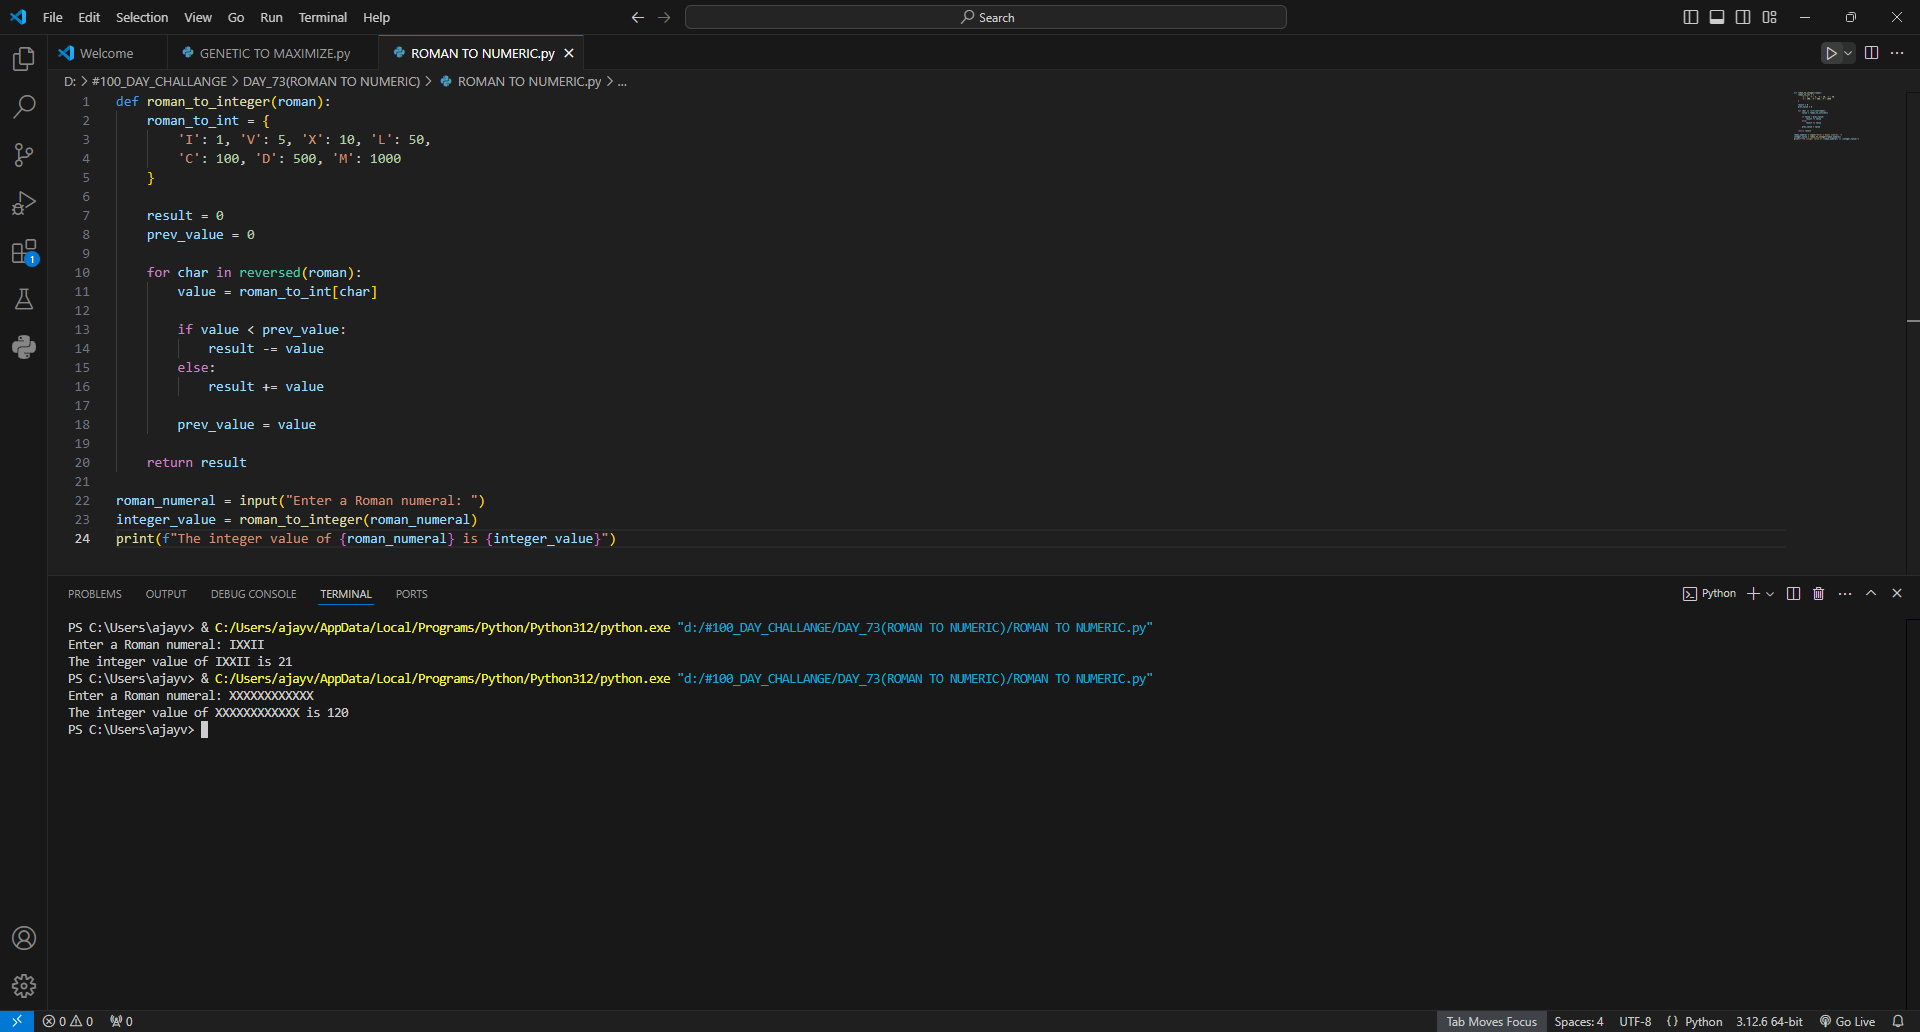 File Edit Selection View Go Run Terminal Help
Search
Welcome GENETIC TO MAXIMIZE.py ROMAN TO NUMERIC.py
D: > #100_DAY_CHALLANGE > DAY_73(ROMAN TO NUMERIC) > ROMAN TO NUMERIC.py > ...
1 def roman_to_integer(roman):
2 roman_to_int = {
3 'I': 1, 'V': 5, 'X': 10, 'L': 50,
4 'C': 100, 'D': 500, 'M': 1000
5 }
6
7 result = 0
8 prev_value = 0
9
10 for char in reversed(roman):
11 value = roman_to_int[char]
12
13 if value < prev_value:
14 result -= value
15 else:
16 result += value
17
18 prev_value = value
19
20 return result
21
22 roman_numeral = input("Enter a Roman numeral: ")
23 integer_value = roman_to_integer(roman_numeral)
24 print(f"The integer value of {roman_numeral} is {integer_value}")
1
PROBLEMS OUTPUT DEBUG CONSOLE TERMINAL PORTS
Python
PS C:\Users\ajayv> & C:/Users/ajayv/AppData/Local/Programs/Python/Python312/python.exe "d:/#100_DAY_CHALLANGE/DAY_73(ROMAN TO NUMERIC)/ROMAN TO NUMERIC.py"
Enter a Roman numeral: IXXII
The integer value of IXXII is 21
PS C:\Users\ajayv> & C:/Users/ajayv/AppData/Local/Programs/Python/Python312/python.exe "d:/#100_DAY_CHALLANGE/DAY_73(ROMAN TO NUMERIC)/ROMAN TO NUMERIC.py"
Enter a Roman numeral: XXXXXXXXXXXX
The integer value of XXXXXXXXXXXX is 120
PS C:\Users\ajayv>
0 0 0
Tab Moves Focus Spaces: 4 UTF-8 {} Python 3.12.6 64-bit Go Live